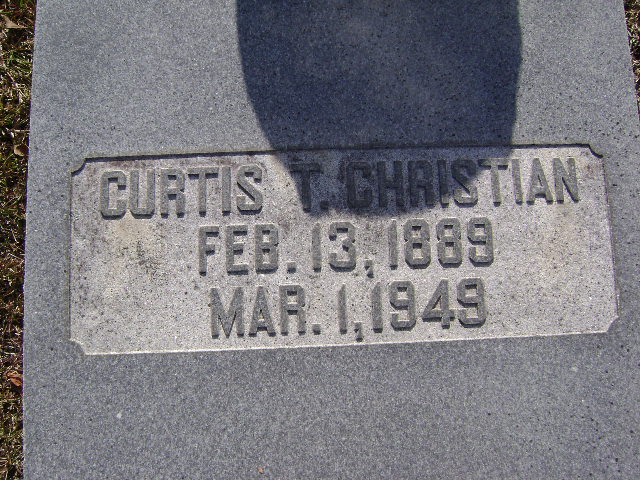 CURTIS T. CHRISTIAN
FEB. 13, 1889
MAR. 1, 1949